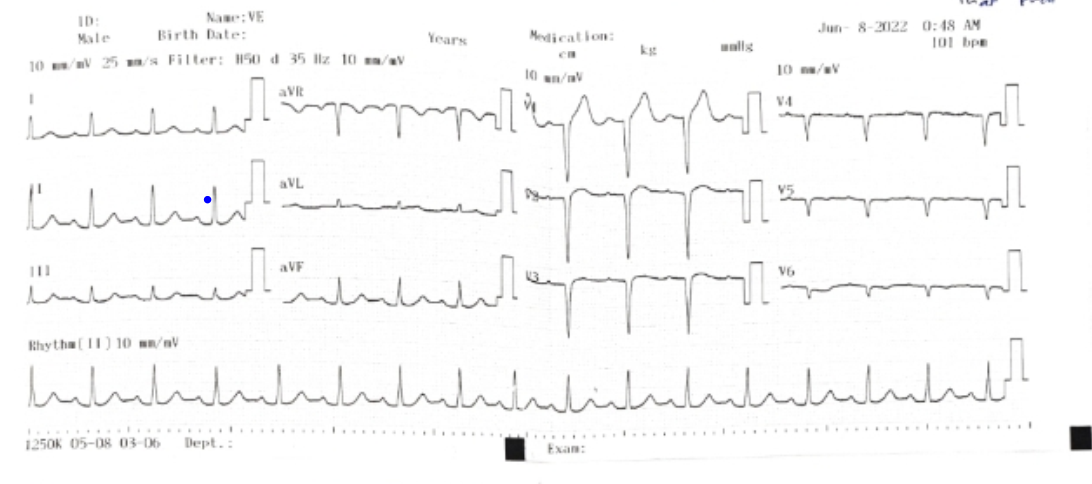 ID: Name:VE
Male Birth Date: Years Medication: Jun- 8-2022 0:48 AM
cm kg mmHg 101 bpm
10 mm/mV 25 mm/s Filter: H50 d 35 Hz 10 mm/mV 10 mm/mV 10 mm/mV
I aVR V1 V4
II aVL V2 V5
III aVF V3 V6
Rhythm(II)10 mm/mV
1250K 05-08 03-06 Dept.: Exam: